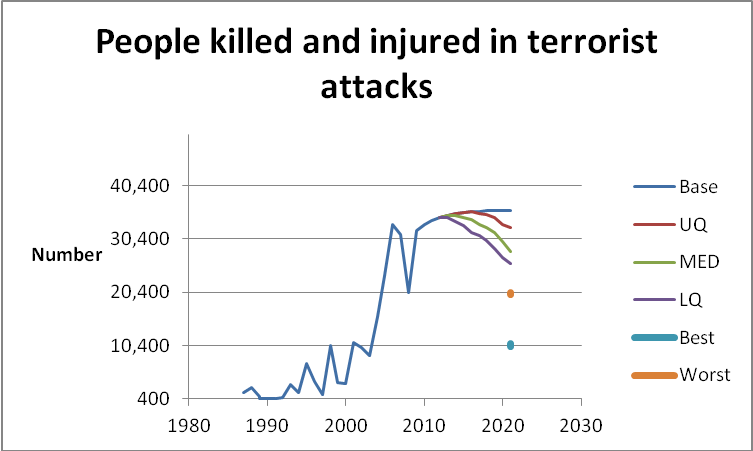 People killed and injured in terrorist
attacks
40,400
30,400
20,400
10,400
400
Number
1980 1990 2000 2010 2020 2030
Base
UQ
MED
LQ
Best
Worst